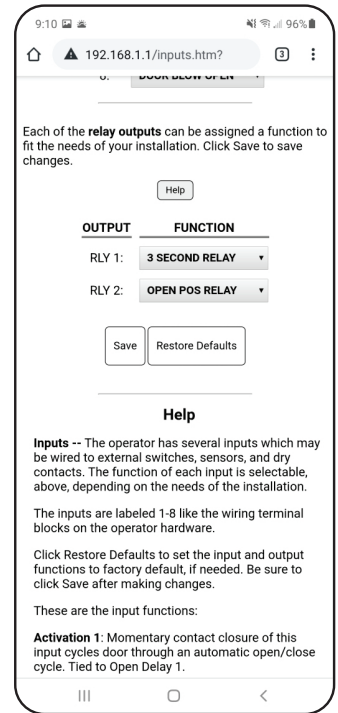 9:10 96%
192.168.1.1/inputs.htm? 3
DOOR BLOW OPEN
Each of the relay outputs can be assigned a function to
fit the needs of your installation. Click Save to save
changes.
Help
OUTPUT FUNCTION
RLY 1: 3 SECOND RELAY
RLY 2: OPEN POS RELAY
Save Restore Defaults
Help
Inputs -- The operator has several inputs which may
be wired to external switches, sensors, and dry
contacts. The function of each input is selectable,
above, depending on the needs of the installation.
The inputs are labeled 1-8 like the wiring terminal
blocks on the operator hardware.
Click Restore Defaults to set the input and output
functions to factory default, if needed. Be sure to
click Save after making changes.
These are the input functions:
Activation 1: Momentary contact closure of this
input cycles door through an automatic open/close
cycle. Tied to Open Delay 1.